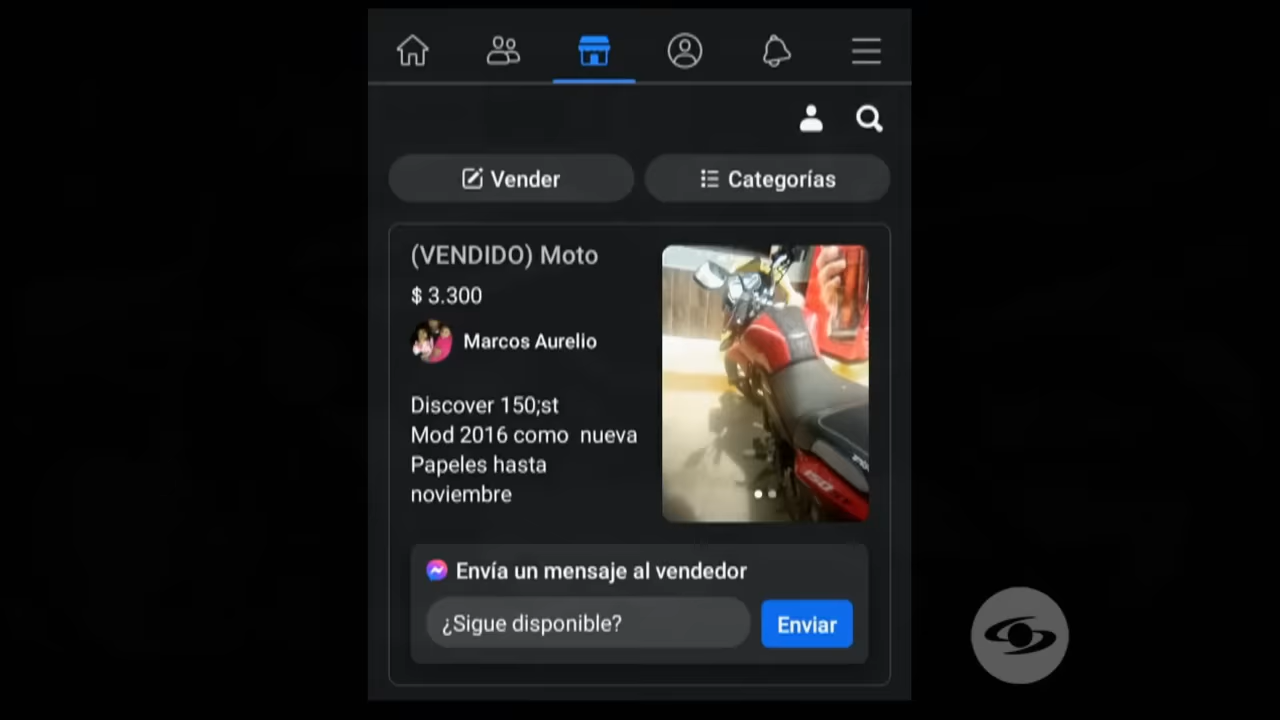 Vender
Categorías
(VENDIDO) Moto
$ 3.300
Marcos Aurelio
Discover 150;st
Mod 2016 como  nueva
Papeles hasta
noviembre
150
Envía un mensaje al vendedor
¿Sigue disponible?
Enviar